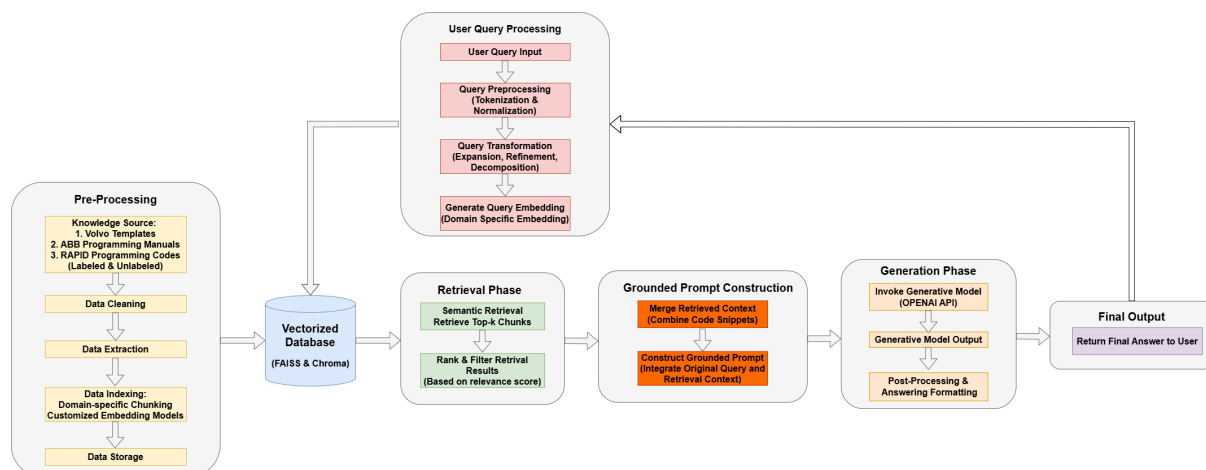 User Query Processing
User Query Input
Query Preprocessing
(Tokenization &
Normalization)
Query Transformation
(Expansion, Refinement,
Decomposition)
Generate Query Embedding
(Domain Specific Embedding)
Pre-Processing
Knowledge Source:
1. Volvo Templates
2. ABB Programming Manuals
3. RAPID Programming Codes
(Labeled & Unlabeled)
Data Cleaning
Data Extraction
Data Indexing:
Domain-specific Chunking
Customized Embedding Models
Data Storage
Vectorized
Database
(FAISS & Chroma)
Retrieval Phase
Semantic Retrieval
Retrieve Top-k Chunks
Rank & Filter Retrival
Results
(Based on relevance score)
Grounded Prompt Construction
Merge Retrieved Context
(Combine Code Snippets)
Construct Grounded Prompt
(Integrate Original Query and
Retrieval Context)
Generation Phase
Invoke Generative Model
(OPENAI API)
Generative Model Output
Post-Processing &
Answering Formatting
Final Output
Return Final Answer to User